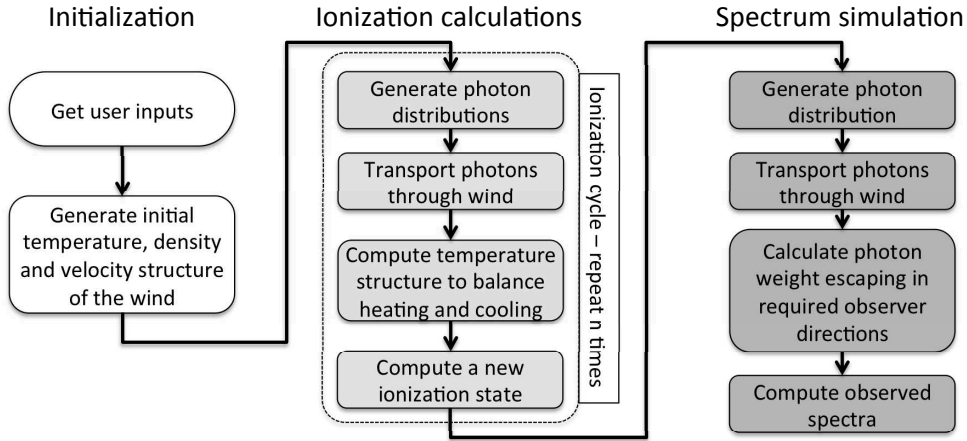 Initialization
Get user inputs
Generate initial
temperature, density
and velocity structure
of the wind
Ionization calculations
Generate photon
distributions
Transport photons
through wind
Compute temperature
structure to balance
heating and cooling
Compute a new
ionization state
Ionization cycle – repeat n times
Spectrum simulation
Generate photon
distribution
Transport photons
through wind
Calculate photon
weight escaping in
required observer
directions
Compute observed
spectra